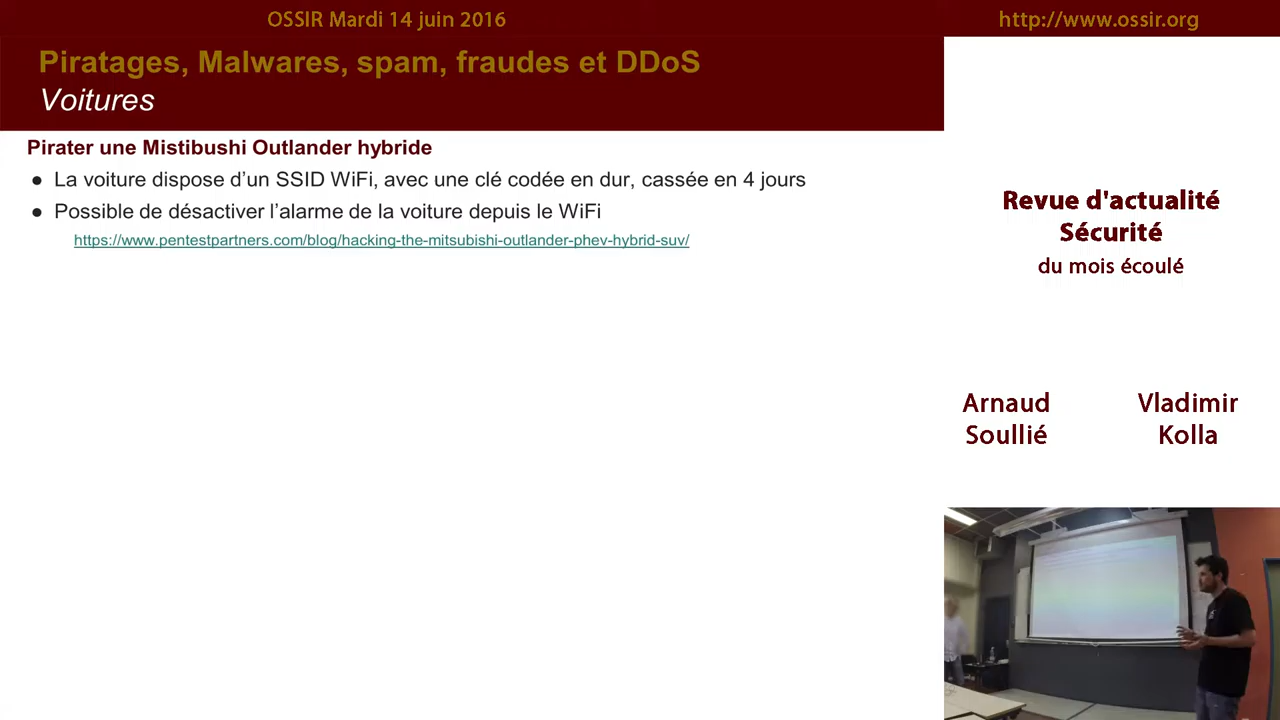 OSSIR Mardi 14 juin 2016
http://www.ossir.org
Piratages, Malwares, spam, fraudes et DDoS
Voitures
Pirater une Mistibushi Outlander hybride
● La voiture dispose d'un SSID WiFi, avec une clé codée en dur, cassée en 4 jours
● Possible de désactiver l'alarme de la voiture depuis le WiFi
https://www.pentestpartners.com/blog/hacking-the-mitsubishi-outlander-phev-hybrid-suv/
Revue d'actualité
Sécurité
du mois écoulé
Arnaud
Soullié
Vladimir
Kolla